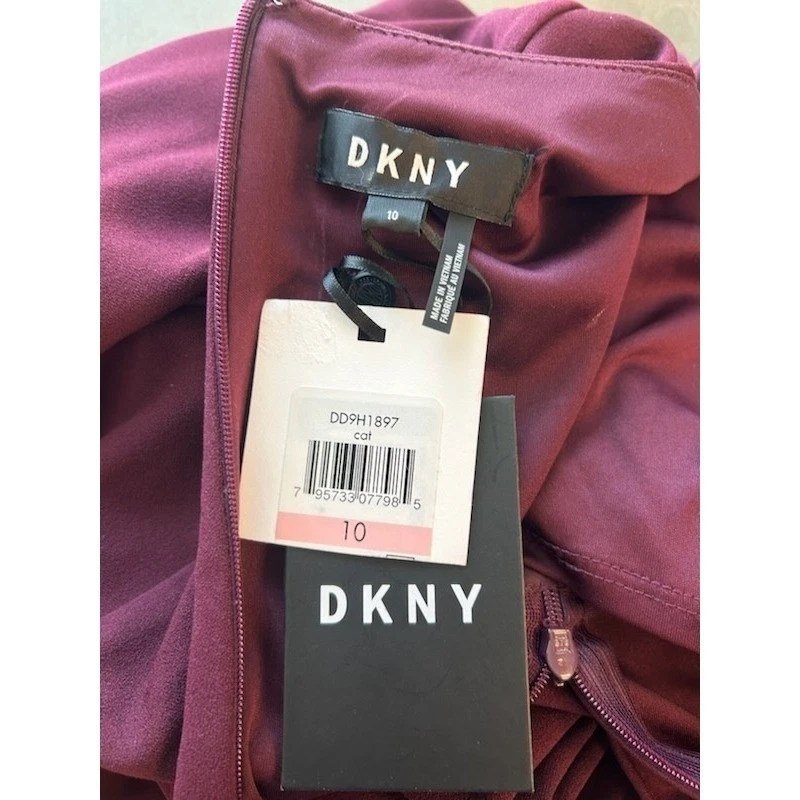 DKNY
10
MADE IN VIETNAM
FABRIQUÉ AU VIETNAM
DD9H1897
cat
7 95733 07798 5
10
DKNY